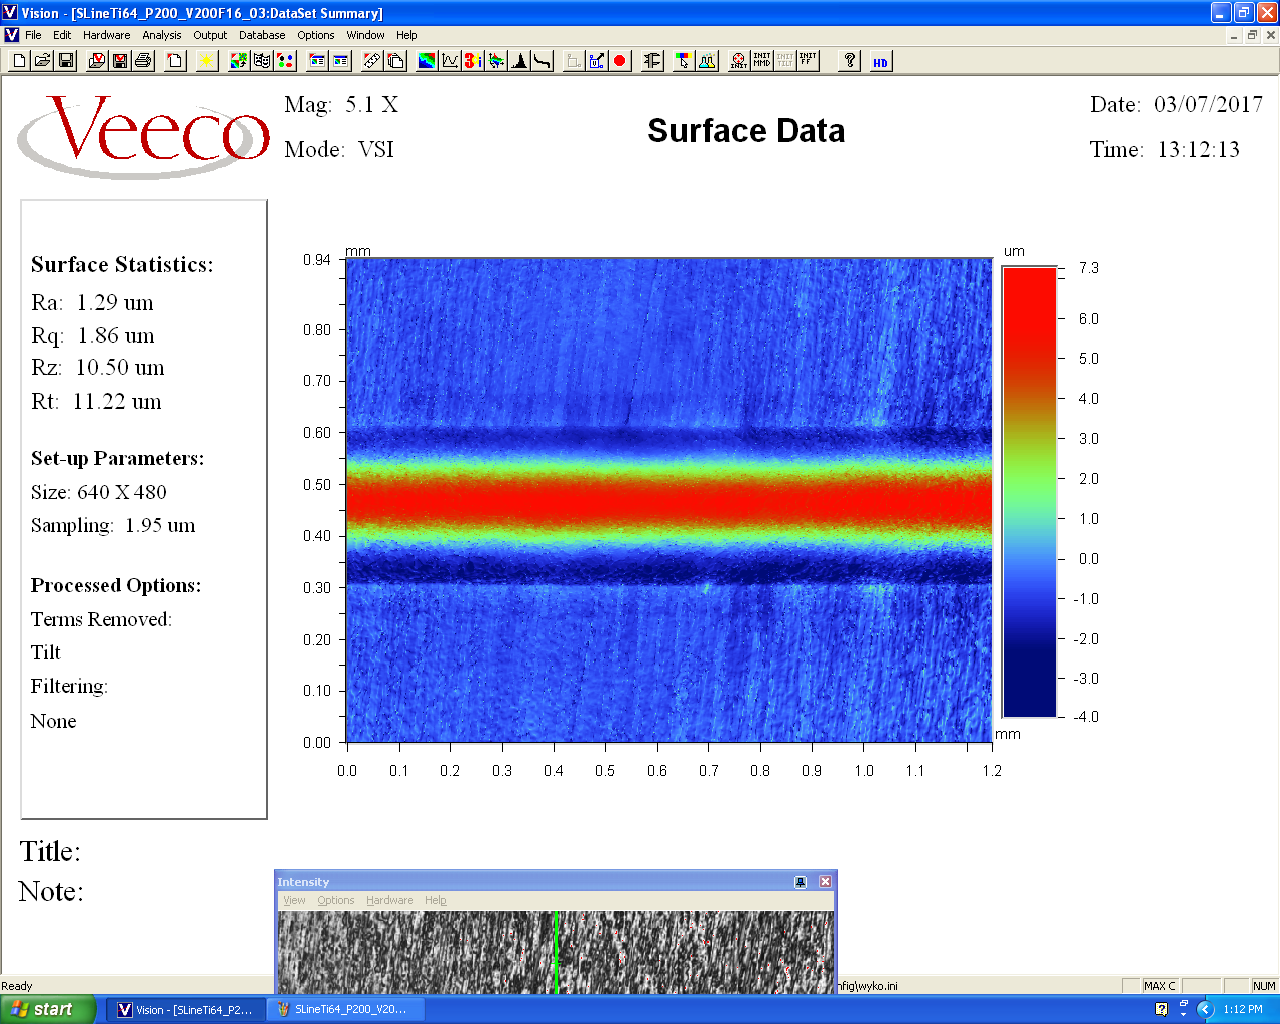 Vision - [SLineTi64_P200_V200F16_03:DataSet Summary]
File Edit Hardware Analysis Output Database Options Window Help
INIT INIT MMD INIT TILT INIT FF ? HD
Veeco
Mag: 5.1 X
Mode: VSI
Surface Data
Date: 03/07/2017
Time: 13:12:13
Surface Statistics:
Ra: 1.29 um
Rq: 1.86 um
Rz: 10.50 um
Rt: 11.22 um
Set-up Parameters:
Size: 640 X 480
Sampling: 1.95 um
Processed Options:
Terms Removed:
Tilt
Filtering:
None
mm
0.94
0.80
0.70
0.60
0.50
0.40
0.30
0.20
0.10
0.00
0.0 0.1 0.2 0.3 0.4 0.5 0.6 0.7 0.8 0.9 1.0 1.1 1.2
mm
um
7.3
6.0
5.0
4.0
3.0
2.0
1.0
0.0
-1.0
-2.0
-3.0
-4.0
Title:
Note:
Intensity
View Options Hardware Help
Ready
nfig\wyko.ini
MAX C
NUM
start
Vision - [SLineTi64_P2...
SLineTi64_P200_V20...
1:12 PM